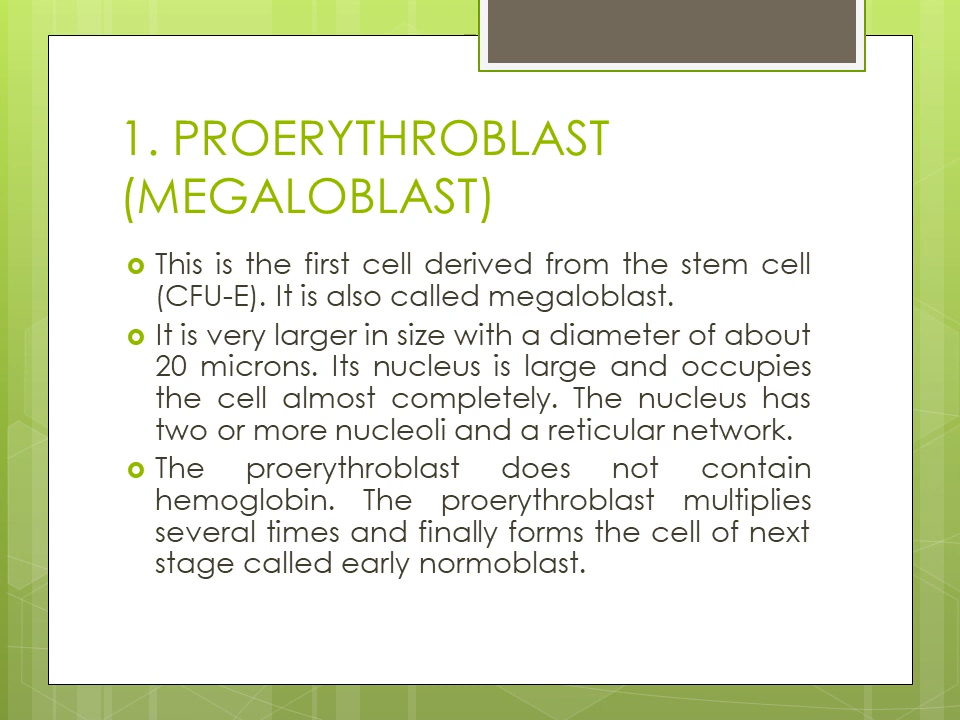 1. PROERYTHROBLAST
(MEGALOBLAST)
This is the first cell derived from the stem cell
(CFU-E). It is also called megaloblast.
It is very larger in size with a diameter of about
20 microns. Its nucleus is large and occupies
the cell almost completely. The nucleus has
two or more nucleoli and a reticular network.
The proerythroblast does not contain
hemoglobin. The proerythroblast multiplies
several times and finally forms the cell of next
stage called early normoblast.